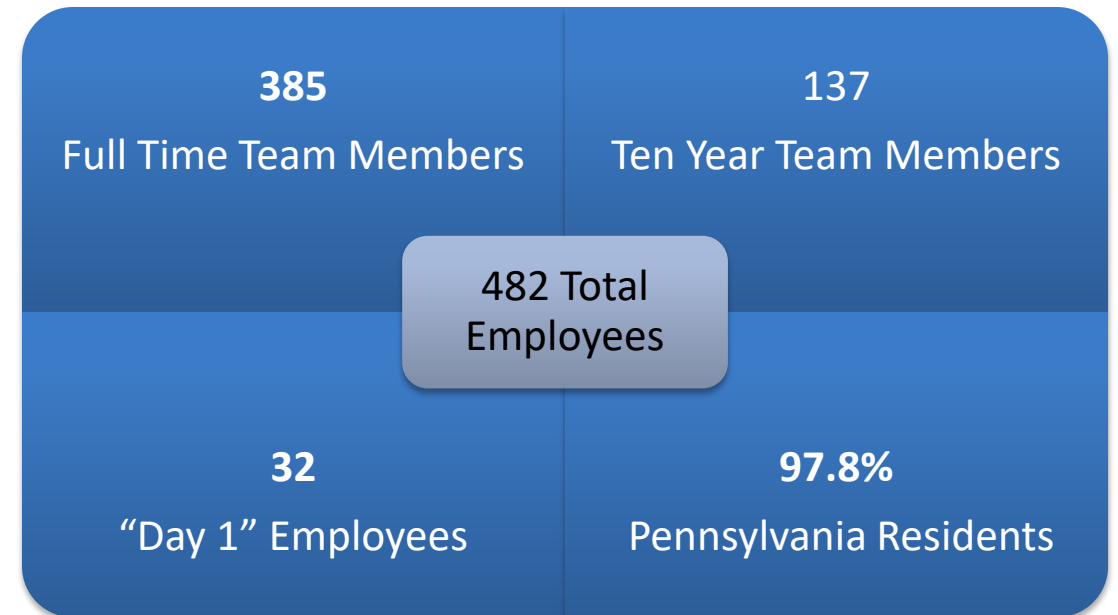 385
Full Time Team Members
137
Ten Year Team Members
482 Total
Employees
32
“Day 1” Employees
97.8%
Pennsylvania Residents